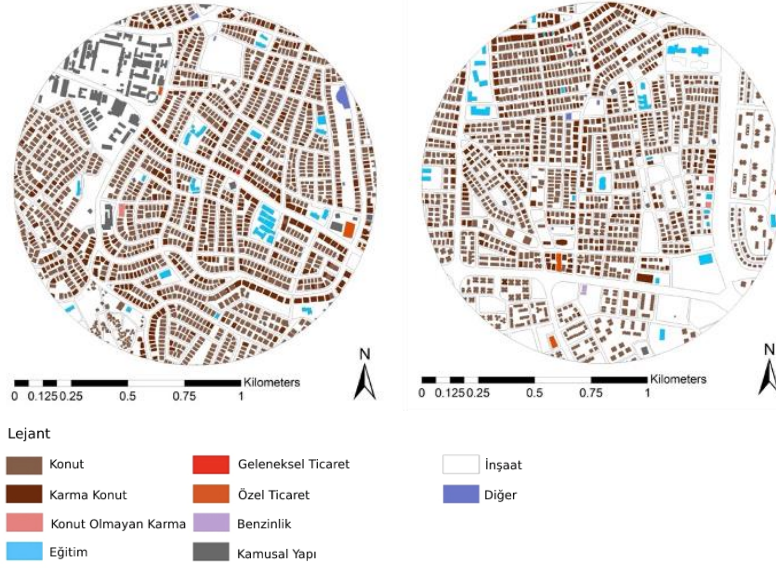 N
N
Kilometers
0 0.125 0.25 0.5 0.75 1
Kilometers
0 0.125 0.25 0.5 0.75 1
Lejant
Konut
Karma Konut
Konut Olmayan Karma
Eğitim
Geleneksel Ticaret
Özel Ticaret
Benzinlik
Kamusal Yapı
İnşaat
Diğer